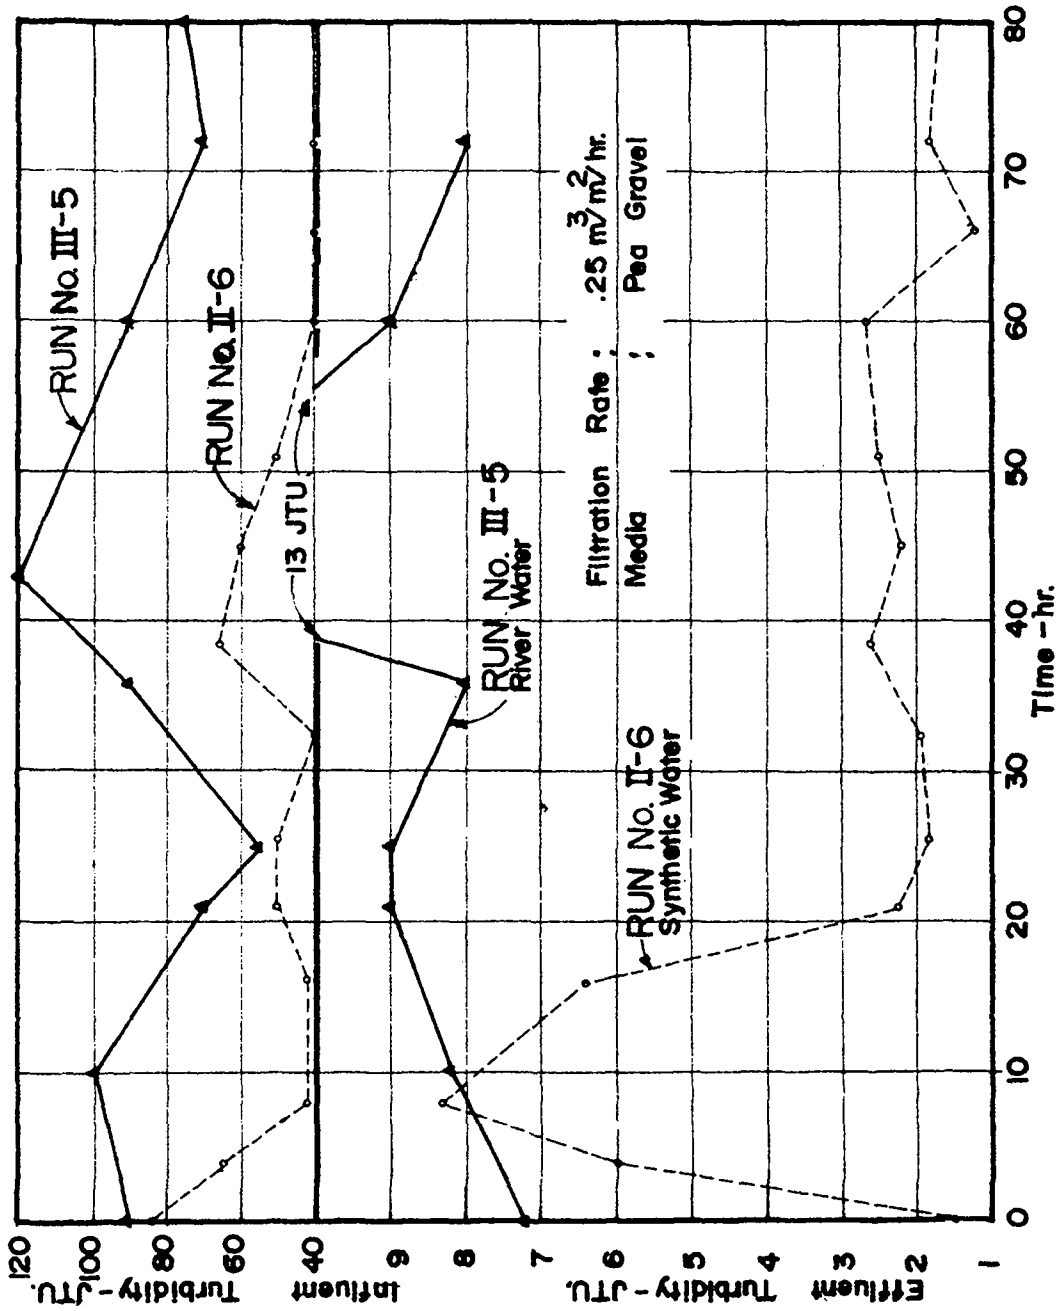 120
100
80
60
40
Influent
Turbidity-JTU.
9
8
7
6
5
4
3
2
1
Effluent
Turbidity-JTU.
RUN No. III-5
RUN No. II-6
13 JTU
RUN No. III-5
River Water
Filtration Rate : .25 m³/m²/hr.
Media ; Pea Gravel
RUN No. II-6
Synthetic Water
0 10 20 30 40 50 60 70 80
Time-hr.